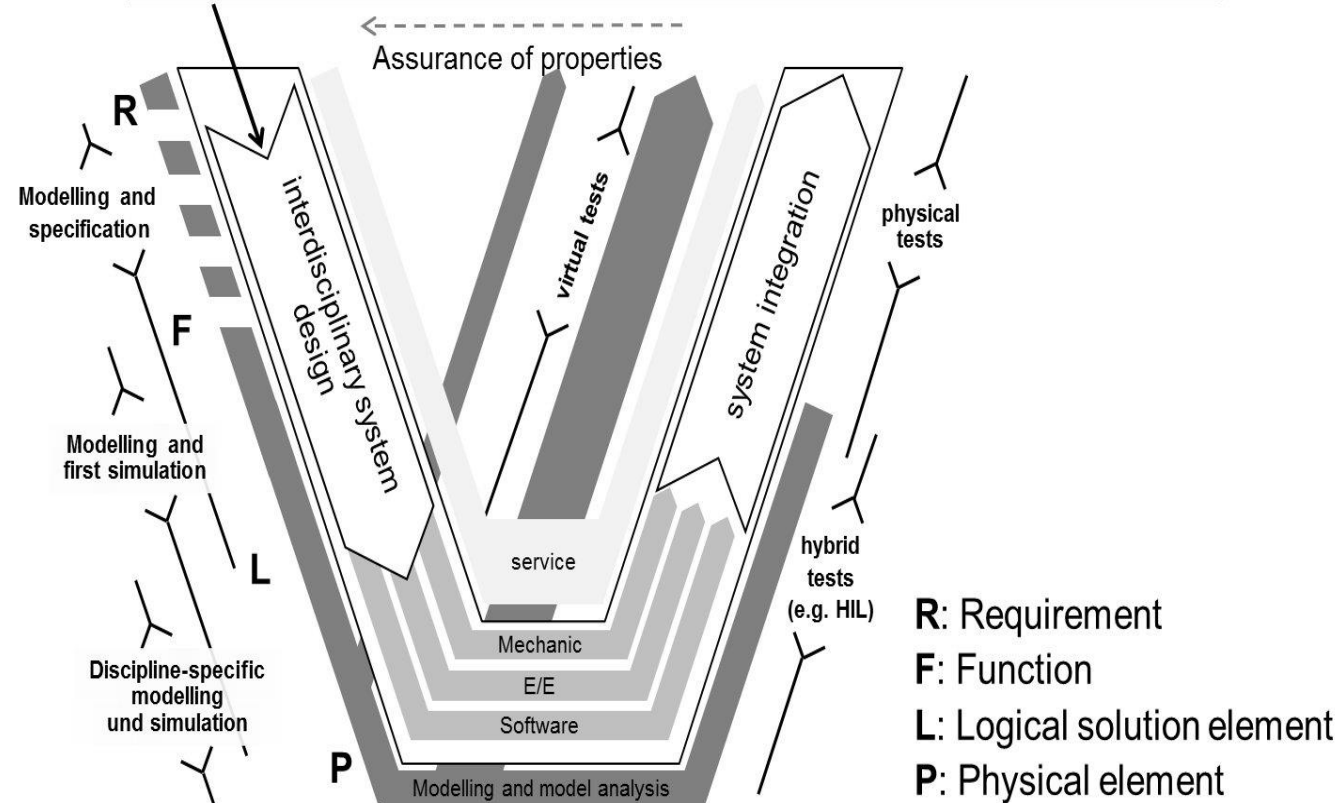 Assurance of properties
R
Modelling and
specification
interdisciplinary system
design
virtual tests
system integration
physical
tests
F
Modelling and
first simulation
L
service
hybrid
tests
(e.g. HIL)
Mechanic
E/E
Software
Discipline-specific
modelling
und simulation
P
Modelling and model analysis
R: Requirement
F: Function
L: Logical solution element
P: Physical element